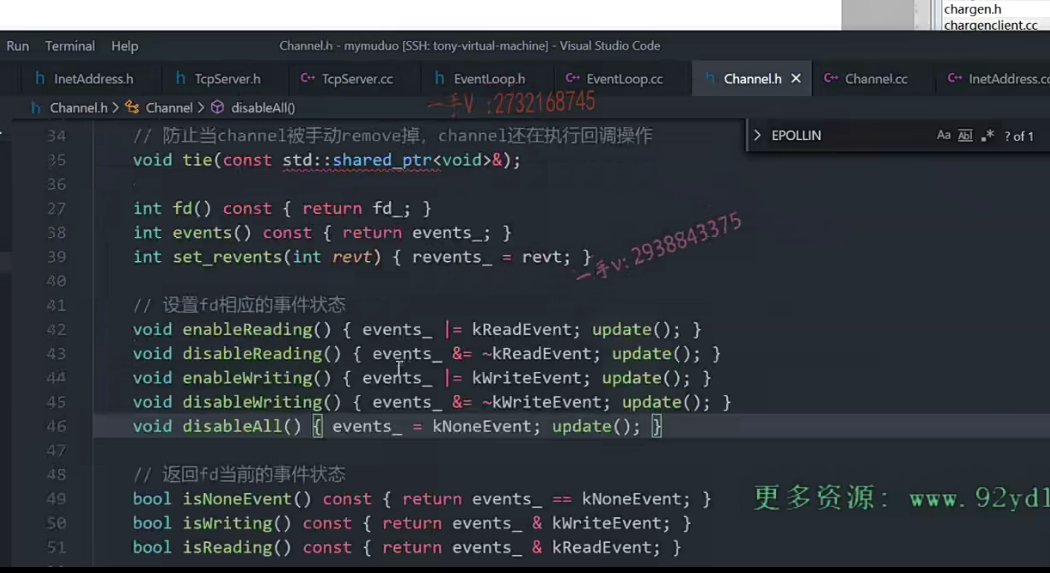 chargen.h
chargenclient.cc
Run Terminal Help Channel.h - mymuduo [SSH: tony-virtual-machine] - Visual Studio Code
InetAddress.h TcpServer.h TcpServer.cc EventLoop.h EventLoop.cc Channel.h Channel.cc InetAddress.cc
Channel.h > Channel > disableAll()
一手V :2732168745
EPOLLIN Aa Abl .* ? of 1
34 // 防止当channel被手动remove掉，channel还在执行回调操作
35 void tie(const std::shared_ptr<void>&);
36
27 int fd() const { return fd_; }
38 int events() const { return events_; }
39 int set_revents(int revt) { revents_ = revt; }
一手v: 2938843375
40
41 // 设置fd相应的事件状态
42 void enableReading() { events_ |= kReadEvent; update(); }
43 void disableReading() { events_ &= ~kReadEvent; update(); }
44 void enableWriting() { events_ |= kWriteEvent; update(); }
45 void disableWriting() { events_ &= ~kWriteEvent; update(); }
46 void disableAll() { events_ = kNoneEvent; update(); }
47
48 // 返回fd当前的事件状态
49 bool isNoneEvent() const { return events_ == kNoneEvent; }
50 bool isWriting() const { return events_ & kWriteEvent; }
51 bool isReading() const { return events_ & kReadEvent; }
更多资源: www.92yd1